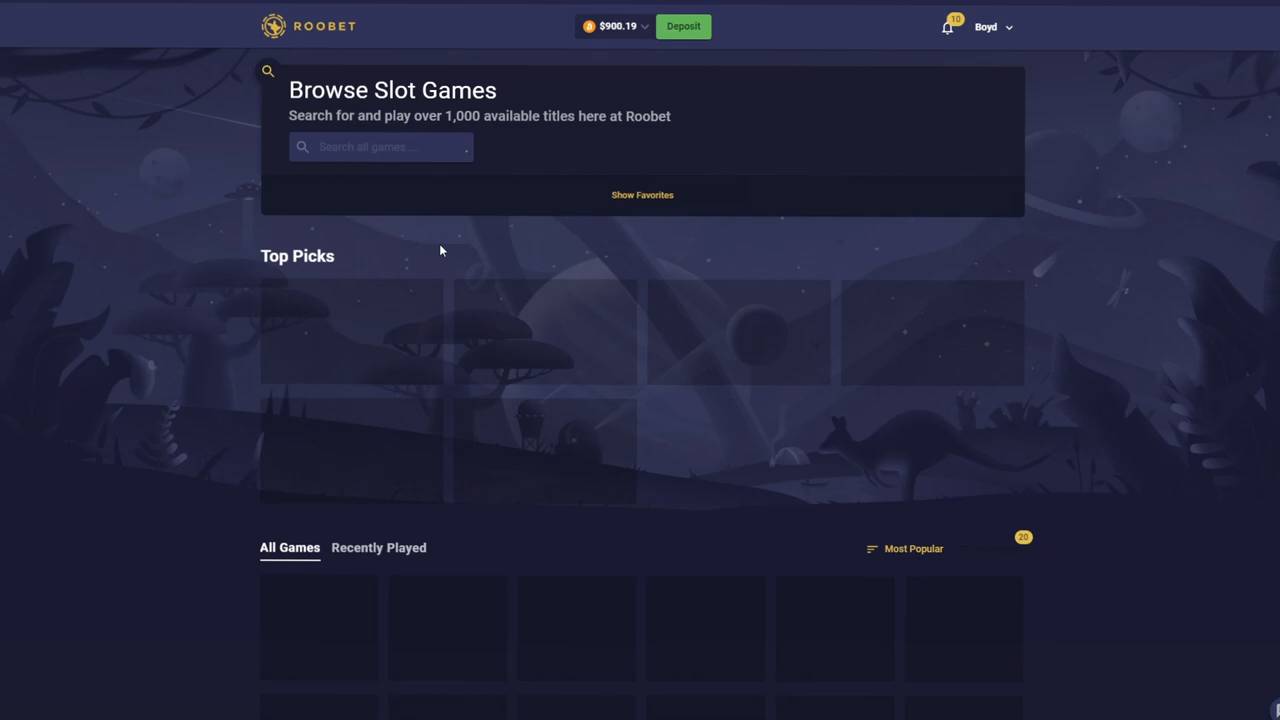 ROOBET
$900.19
Deposit
10
Boyd
Browse Slot Games
Search for and play over 1,000 available titles here at Roobet
Search all games ...
Show Favorites
Top Picks
All Games
Recently Played
Most Popular
20